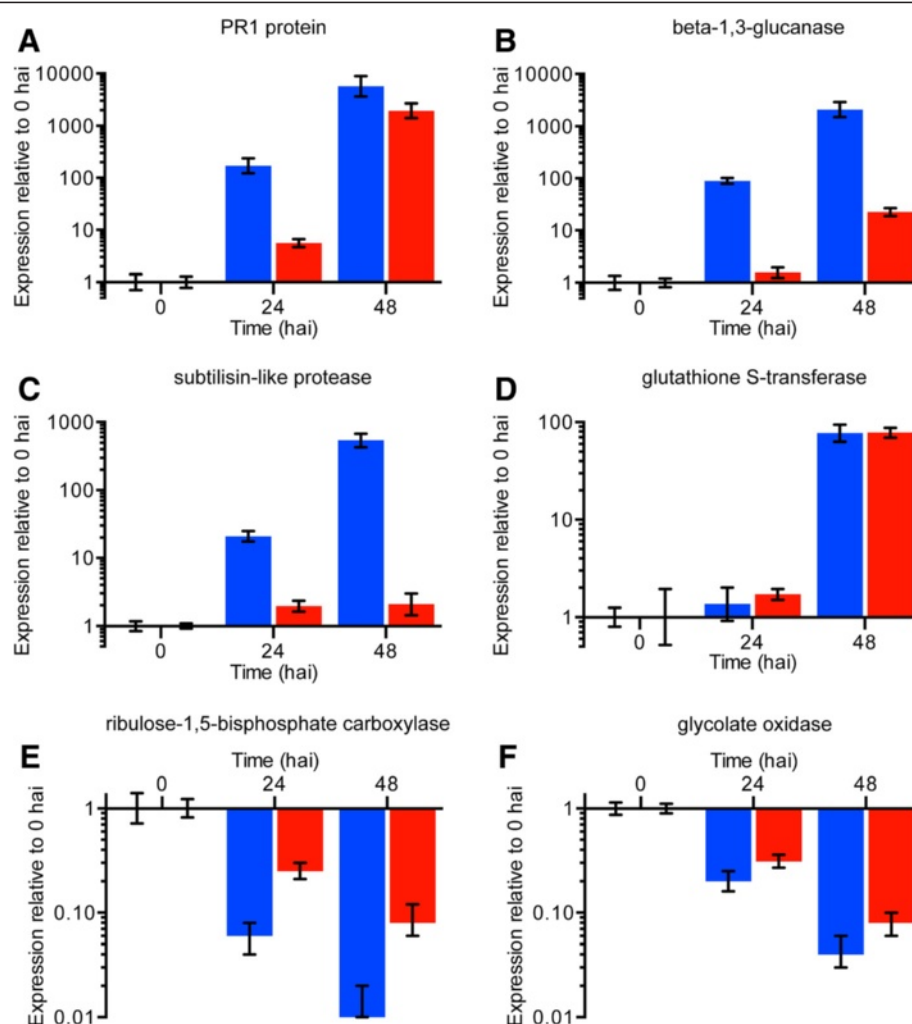 A
PR1 protein
Expression relative to 0 hai
10000
1000
100
10
1
0
24
48
Time (hai)
B
beta-1,3-glucanase
Expression relative to 0 hai
10000
1000
100
10
1
0
24
48
Time (hai)
C
subtilisin-like protease
Expression relative to 0 hai
1000
100
10
1
0
24
48
Time (hai)
D
glutathione S-transferase
Expression relative to 0 hai
100
10
1
0
24
48
Time (hai)
E
ribulose-1,5-bisphosphate carboxylase
Time (hai)
0
24
48
Expression relative to 0 hai
1
0.10
0.01
F
glycolate oxidase
Time (hai)
0
24
48
Expression relative to 0 hai
1
0.10
0.01